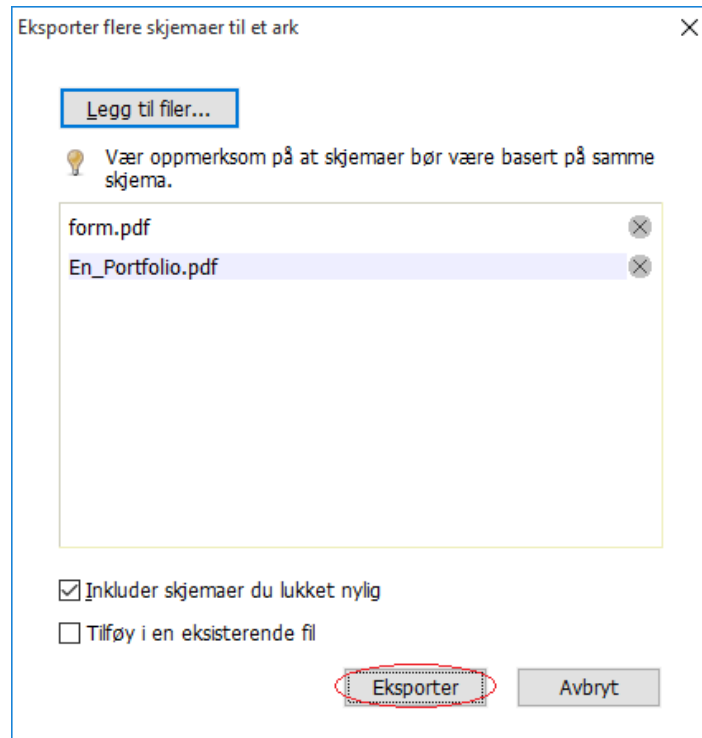 Eksporter flere skjemaer til et ark
Legg til filer...
Vær oppmerksom på at skjemaer bør være basert på samme
skjema.
form.pdf
En_Portfolio.pdf
Inkluder skjemaer du lukket nylig
Tilføy i en eksisterende fil
Eksporter Avbryt